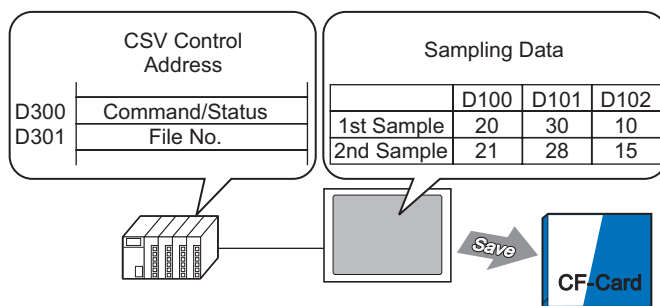 CSV Control
Address
D300 Command/Status
D301 File No.
Sampling Data
D100 D101 D102
1st Sample 20 30 10
2nd Sample 21 28 15
Save
CF-Card